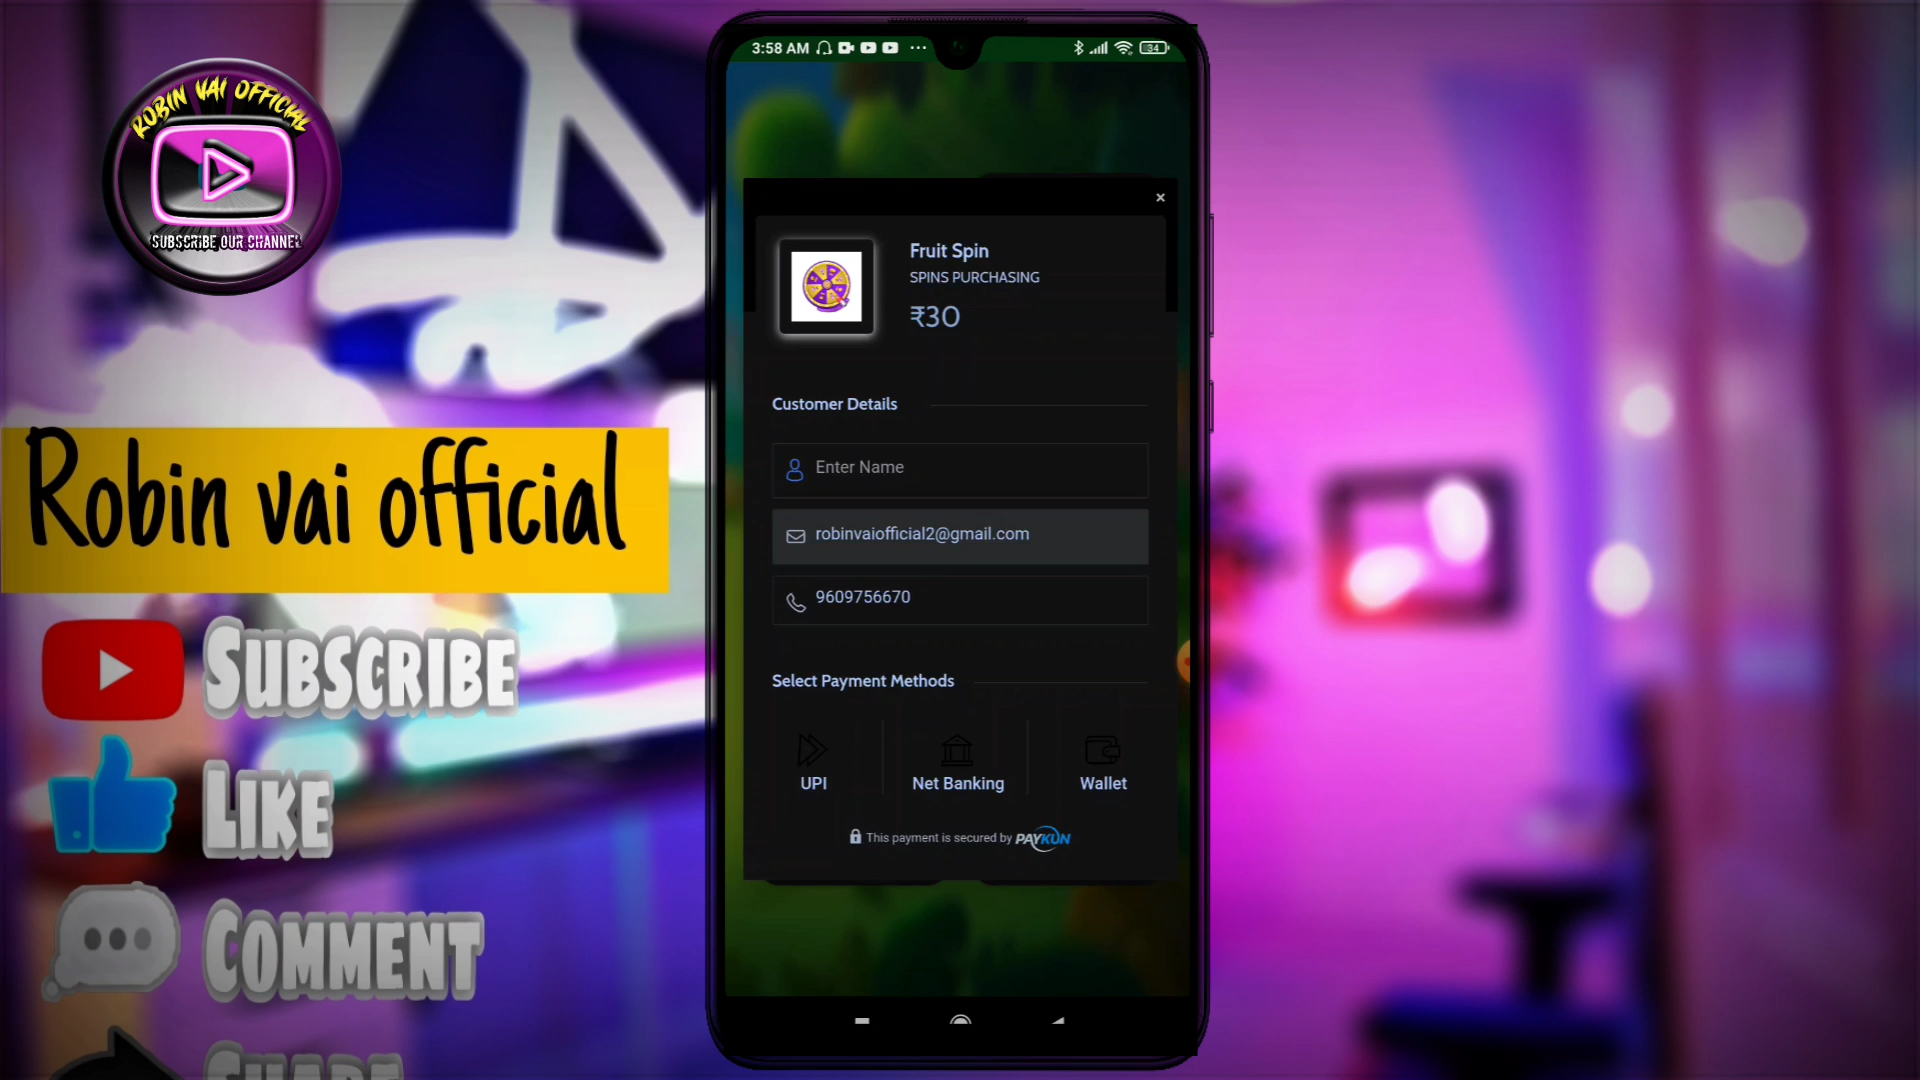 ROBIN VAI OFFICIAL
SUBSCRIBE OUR CHANNEL
Robin vai official
SUBSCRIBE
LIKE
COMMENT
SHARE
3:58 AM
34
×
Fruit Spin
SPINS PURCHASING
₹30
Customer Details
Enter Name
robinvaiofficial2@gmail.com
9609756670
Select Payment Methods
UPI
Net Banking
Wallet
This payment is secured by PAYKUN